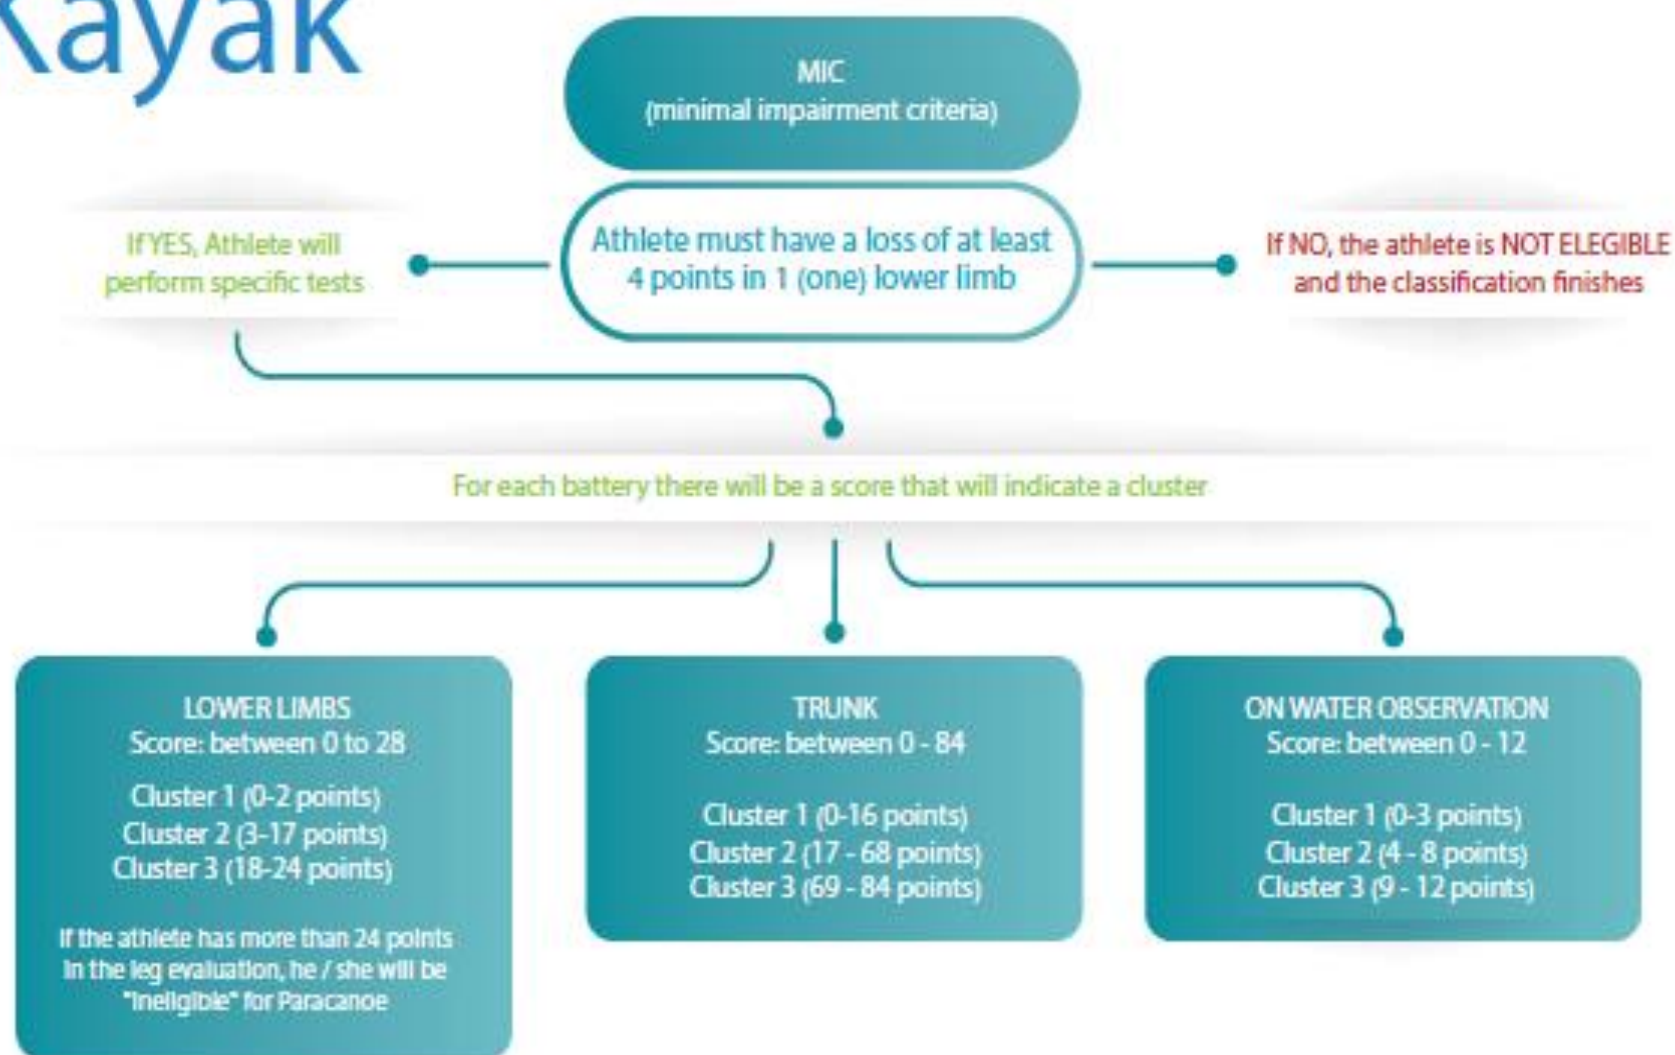 Kayak
MIC
(minimal impairment criteria)
If YES, Athlete will
perform specific tests
Athlete must have a loss of at least
4 points in 1 (one) lower limb
If NO, the athlete is NOT ELEGIBLE
and the classification finishes
For each battery there will be a score that will indicate a cluster
LOWER LIMBS
Score: between 0 to 28
Cluster 1 (0-2 points)
Cluster 2 (3-17 points)
Cluster 3 (18-24 points)
If the athlete has more than 24 points
in the leg evaluation, he / she will be
"ineligible" for Paracanoe
TRUNK
Score: between 0 - 84
Cluster 1 (0-16 points)
Cluster 2 (17 - 68 points)
Cluster 3 (69 - 84 points)
ON WATER OBSERVATION
Score: between 0 - 12
Cluster 1 (0-3 points)
Cluster 2 (4 - 8 points)
Cluster 3 (9 - 12 points)